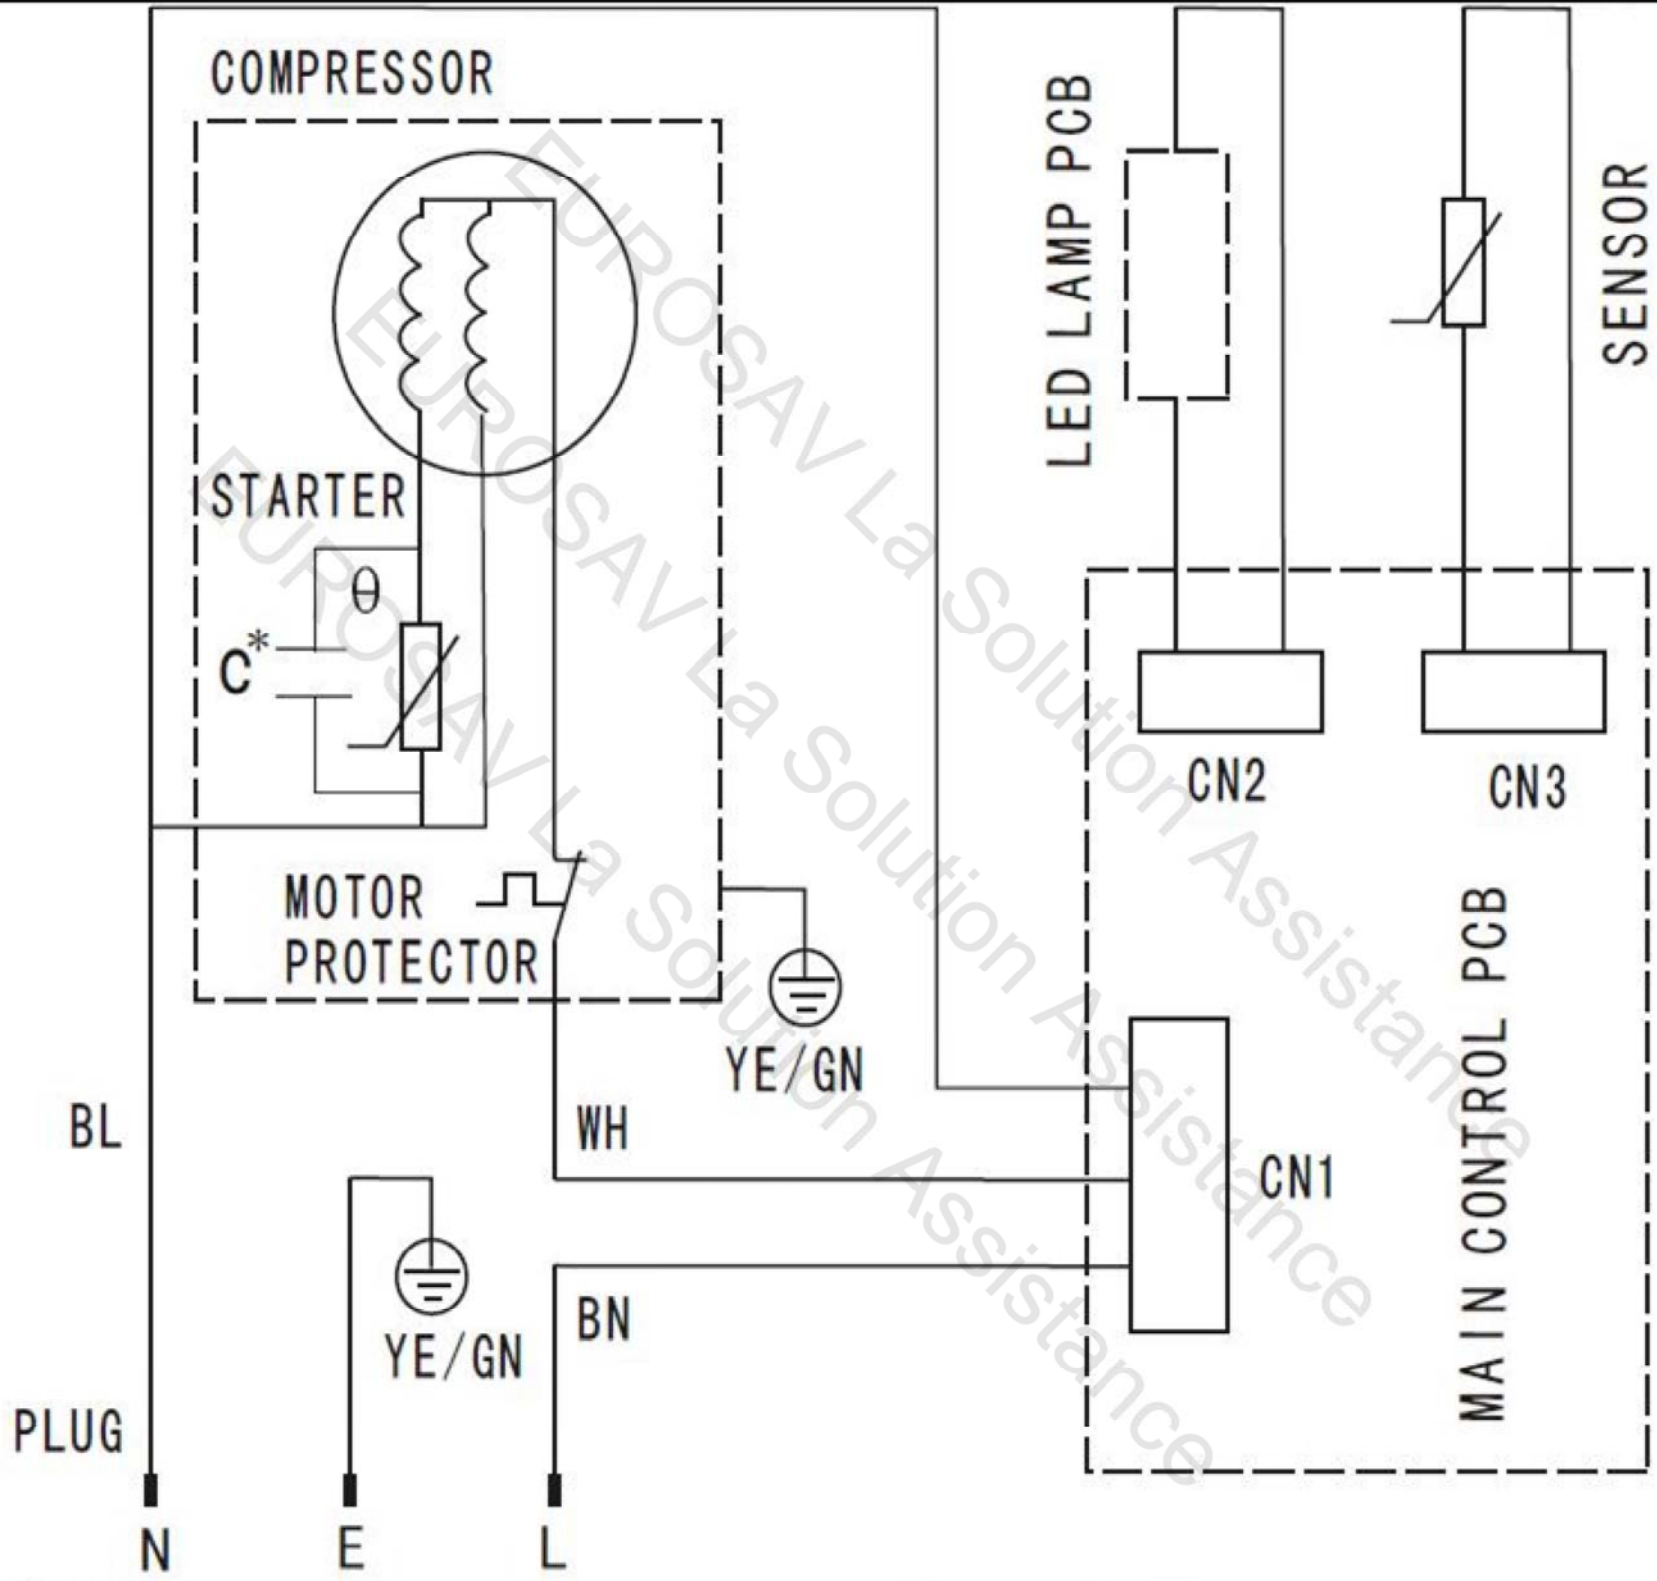 COMPRESSOR
LED LAMP PCB
SENSOR
STARTER
θ
C*
CN2
CN3
MOTOR
PROTECTOR
YE/GN
MAIN CONTROL PCB
BL
WH
CN1
YE/GN
BN
PLUG
N
E
L
EUROSAV La Solution Assistance
EUROSAV La Solution Assistance
EUROSAV La Solution Assistance